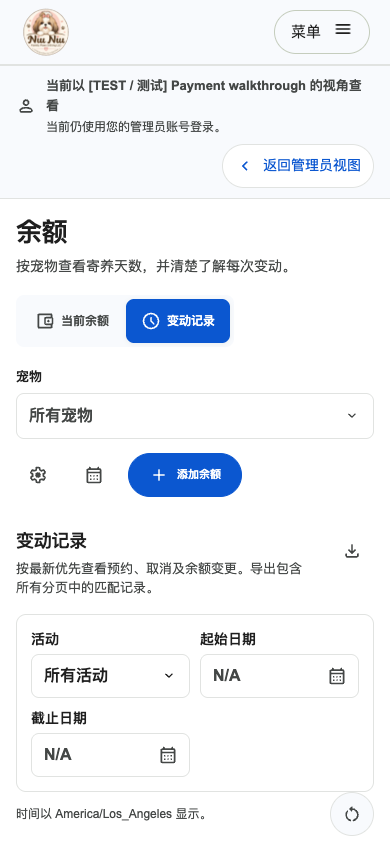 Niu Niu
菜单
当前以 [TEST / 测试] Payment walkthrough 的视角查
看
当前仍使用您的管理员账号登录。
返回管理员视图
余额
按宠物查看寄养天数，并清楚了解每次变动。
当前余额
变动记录
宠物
所有宠物
添加余额
变动记录
按最新优先查看预约、取消及余额变更。导出包含
所有分页中的匹配记录。
活动
起始日期
所有活动
N/A
截止日期
N/A
时间以 America/Los_Angeles 显示。